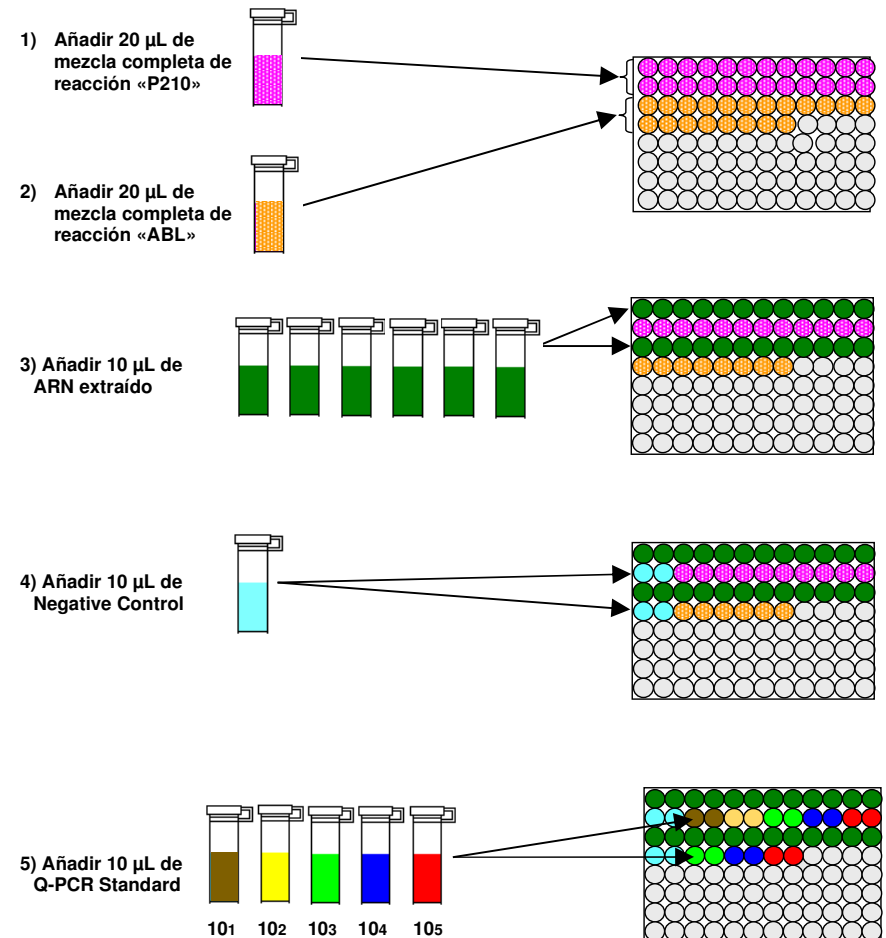 1) Añadir 20 µL de
mezcla completa de
reacción «P210»
2) Añadir 20 µL de
mezcla completa de
reacción «ABL»
3) Añadir 10 µL de
ARN extraído
4) Añadir 10 µL de
Negative Control
5) Añadir 10 µL de
Q-PCR Standard
101 102 103 104 105